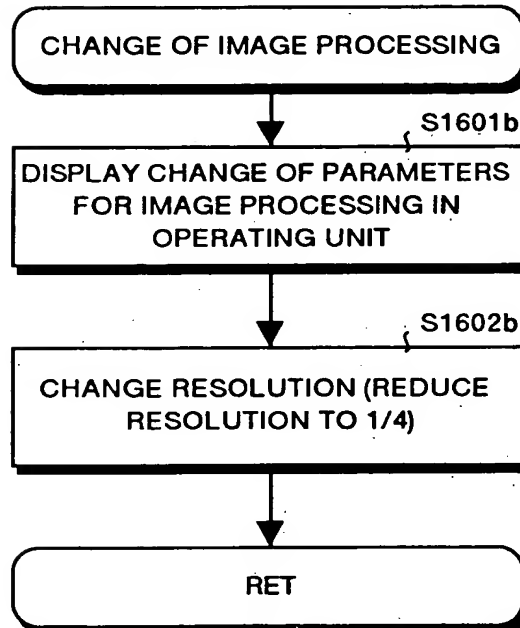 CHANGE OF IMAGE PROCESSING
S1601b
DISPLAY CHANGE OF PARAMETERS
FOR IMAGE PROCESSING IN
OPERATING UNIT
S1602b
CHANGE RESOLUTION (REDUCE
RESOLUTION TO 1/4)
RET